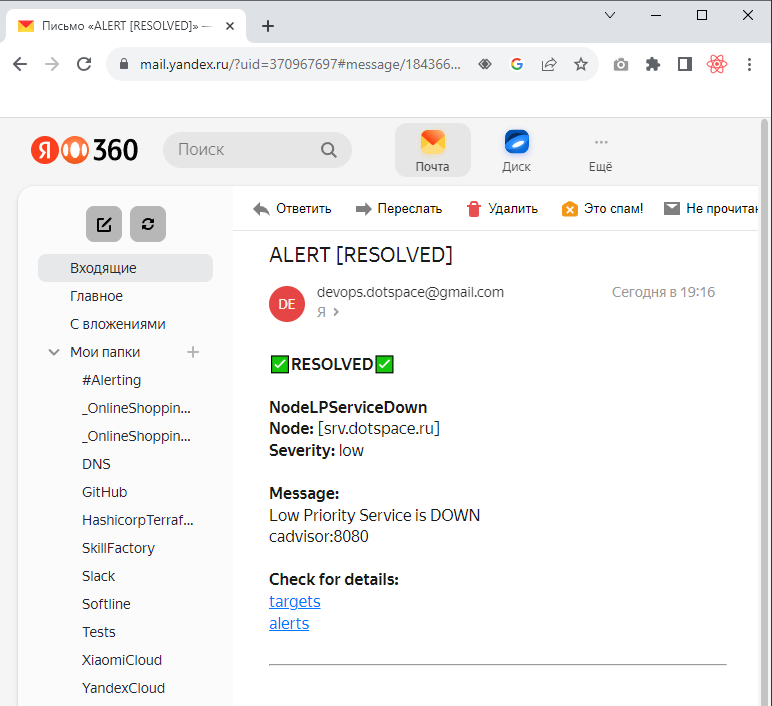 Письмо «ALERT [RESOLVED]» —
mail.yandex.ru/?uid=370967697#message/184366...
Я 360
Поиск
Почта
Диск
Ещё
Ответить
Переслать
Удалить
Это спам!
Не прочитан
Входящие
Главное
С вложениями
Мои папки
#Alerting
_OnlineShoppin...
_OnlineShoppin...
DNS
GitHub
HashicorpTerraf...
SkillFactory
Slack
Softline
Tests
XiaomiCloud
YandexCloud
ALERT [RESOLVED]
DE
devops.dotspace@gmail.com
Сегодня в 19:16
Я
✅RESOLVED✅
NodeLPServiceDown
Node: [srv.dotspace.ru]
Severity: low
Message:
Low Priority Service is DOWN
cadvisor:8080
Check for details:
targets
alerts